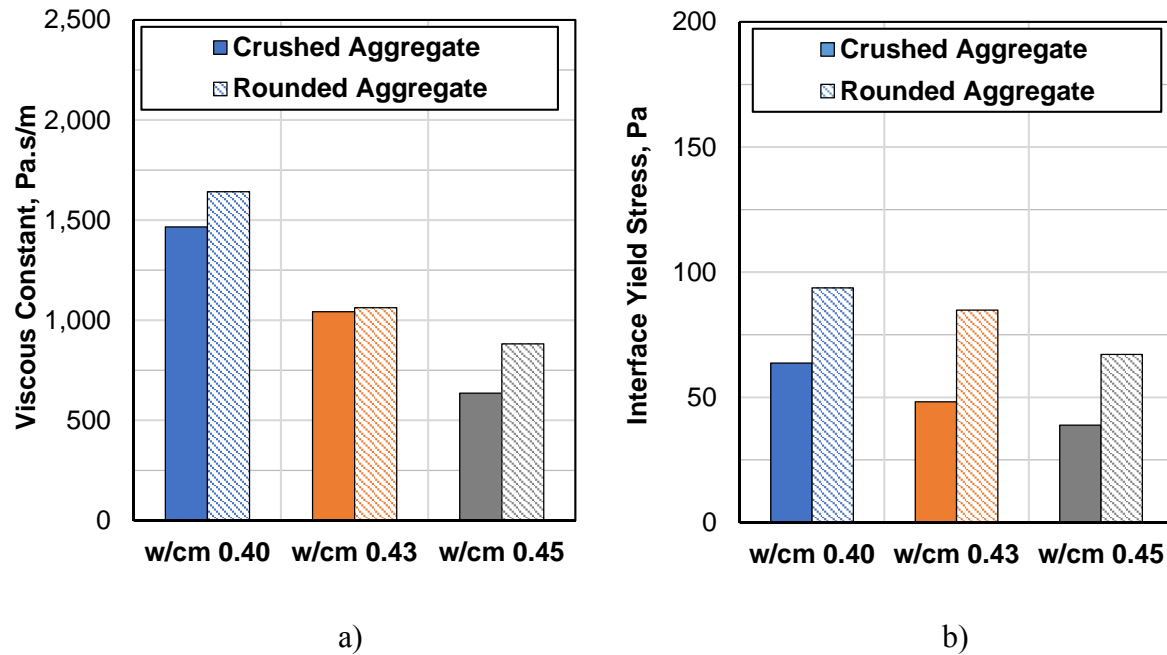 Viscous Constant, Pa.s/m
2,500
2,000
1,500
1,000
500
0
Crushed Aggregate
Rounded Aggregate
w/cm 0.40 w/cm 0.43 w/cm 0.45
a)
Interface Yield Stress, Pa
200
150
100
50
0
Crushed Aggregate
Rounded Aggregate
w/cm 0.40 w/cm 0.43 w/cm 0.45
b)